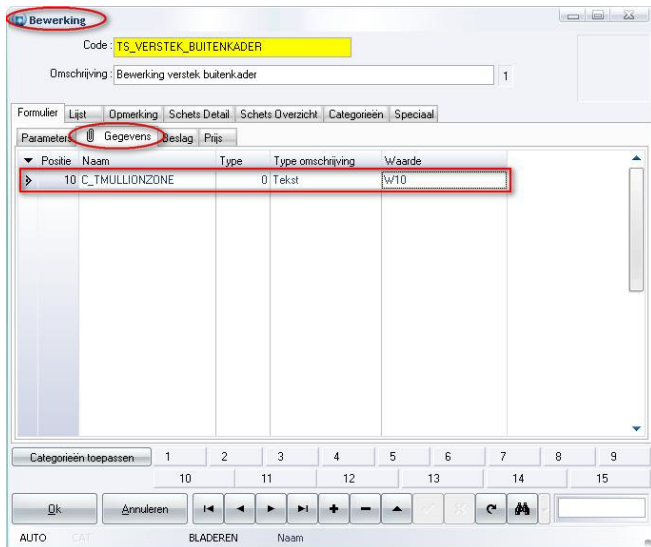 Bewerking
Code : TS_VERSTEK_BUITENKADER
Omschrijving : Bewerking verstek buitenkader 1
Formulier Lijst Opmerking Schets Detail Schets Overzicht Categorieën Speciaal
Parameters Gegevens Beslag Prijs
Positie Naam Type Type omschrijving Waarde
10 C_TMULLIONZONE 0 Tekst W10
Categorieën toepassen 1 2 3 4 5 6 7 8 9
10 11 12 13 14 15
Ok Annuleren
AUTO CAT BLADEREN Naam